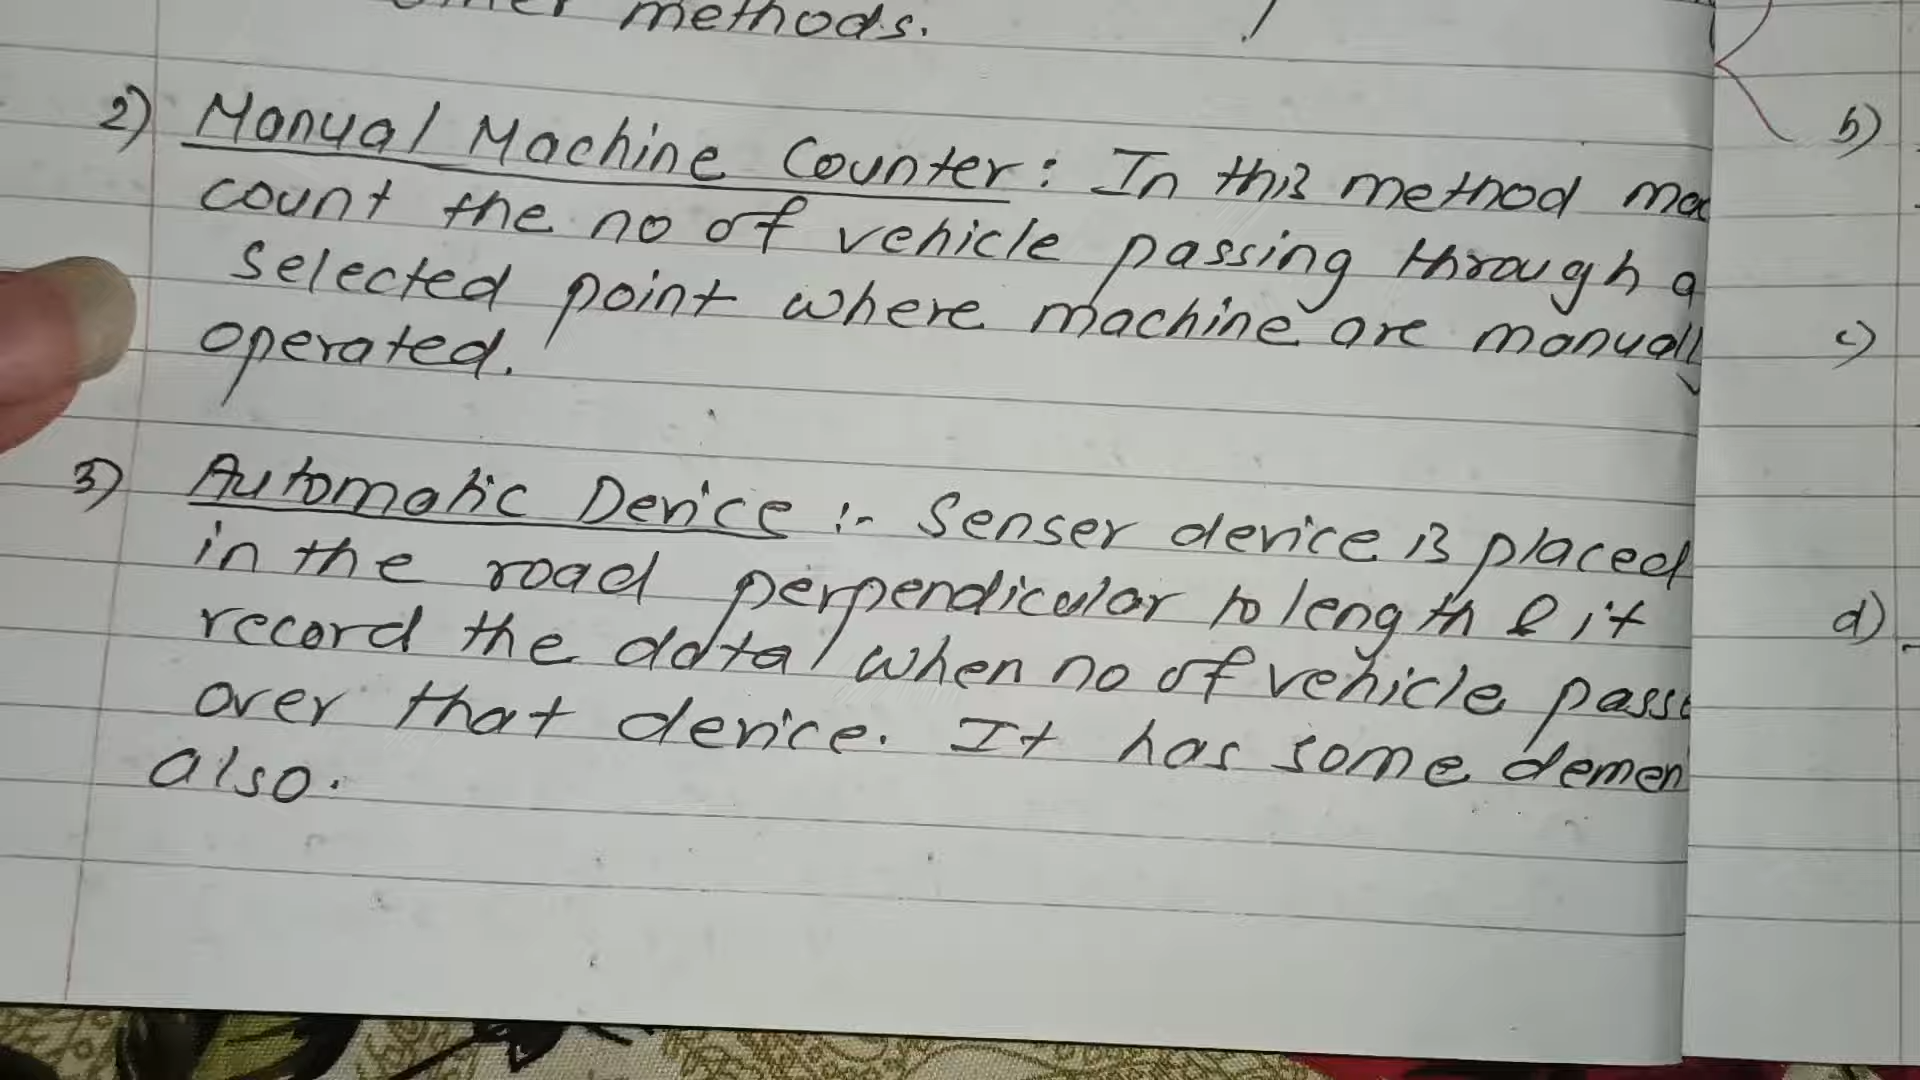 methods.
2) Manual Machine Counter: In this method
count the no of vehicle passing through a
selected point where machine are manually
operated.
3) Automatic Device :- Senser device is placed
in the road perpendicular to length & it
record the data when no of vehicle
over that device. It has some
also.
b)
c)
d)